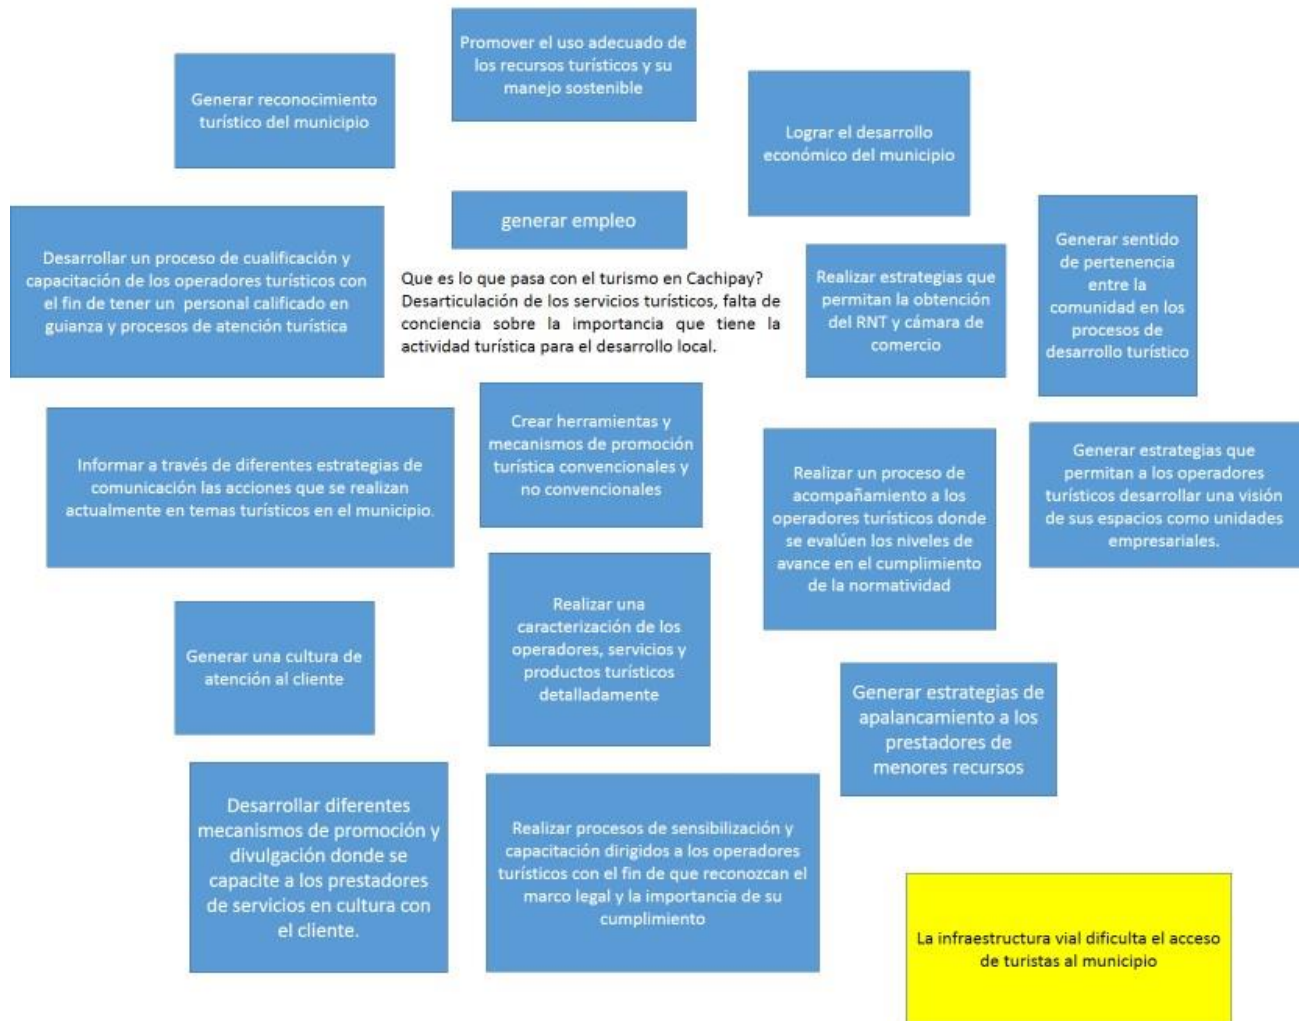 Promover el uso adecuado de
los recursos turísticos y su
manejo sostenible
Generar reconocimiento
turístico del municipio
Lograr el desarrollo
económico del municipio
generar empleo
Generar sentido
de pertenencia
entre la
comunidad en los
procesos de
desarrollo turístico
Desarrollar un proceso de cualificación y
capacitación de los operadores turísticos con
el fin de tener un personal calificado en
guianza y procesos de atención turística
Que es lo que pasa con el turismo en Cachipay?
Desarticulación de los servicios turísticos, falta de
conciencia sobre la importancia que tiene la
actividad turística para el desarrollo local.
Realizar estrategias que
permitan la obtención
del RNT y cámara de
comercio
Informar a través de diferentes estrategias de
comunicación las acciones que se realizan
actualmente en temas turísticos en el municipio.
Crear herramientas y
mecanismos de promoción
turística convencionales y
no convencionales
Realizar un proceso de
acompañamiento a los
operadores turísticos donde
se evalúen los niveles de
avance en el cumplimiento
de la normatividad
Generar estrategias que
permitan a los operadores
turísticos desarrollar una visión
de sus espacios como unidades
empresariales.
Generar una cultura de
atención al cliente
Realizar una
caracterización de los
operadores, servicios y
productos turísticos
detalladamente
Generar estrategias de
apalancamiento a los
prestadores de
menores recursos
Desarrollar diferentes
mecanismos de promoción y
divulgación donde se
capacite a los prestadores
de servicios en cultura con
el cliente.
Realizar procesos de sensibilización y
capacitación dirigidos a los operadores
turísticos con el fin de que reconozcan el
marco legal y la importancia de su
cumplimiento
La infraestructura vial dificulta el acceso
de turistas al municipio